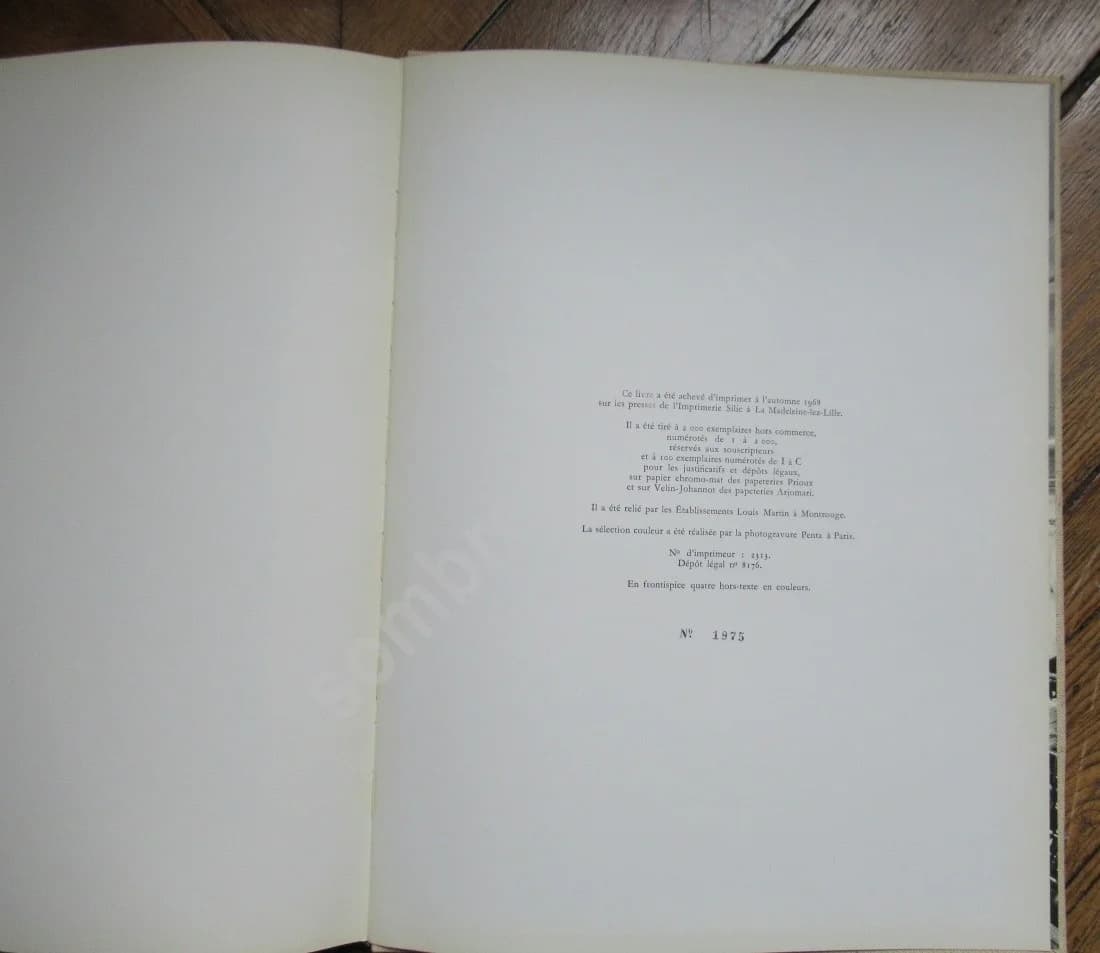 Ce livre a été achevé d'imprimer à l'automne 1968
sur les presses de l'Imprimerie Silic à La Madeleine-lez-Lille.
Il a été tiré à 2 000 exemplaires hors commerce,
numérotés de 1 à 2 000,
réservés aux souscripteurs
et à 100 exemplaires numérotés de I à C
pour les justificatifs et dépôts légaux,
sur papier chromo-mat des papeteries Prioux
et sur Velin-Johannot des papeteries Arjomari.
Il a été relié par les Établissements Louis Martin à Montrouge.
La sélection couleur a été réalisée par la photogravure Penta à Paris.
Nº d'imprimeur : 2313.
Dépôt légal nº 8176.
En frontispice quatre hors-texte en couleurs.
Nº 1975
sombr